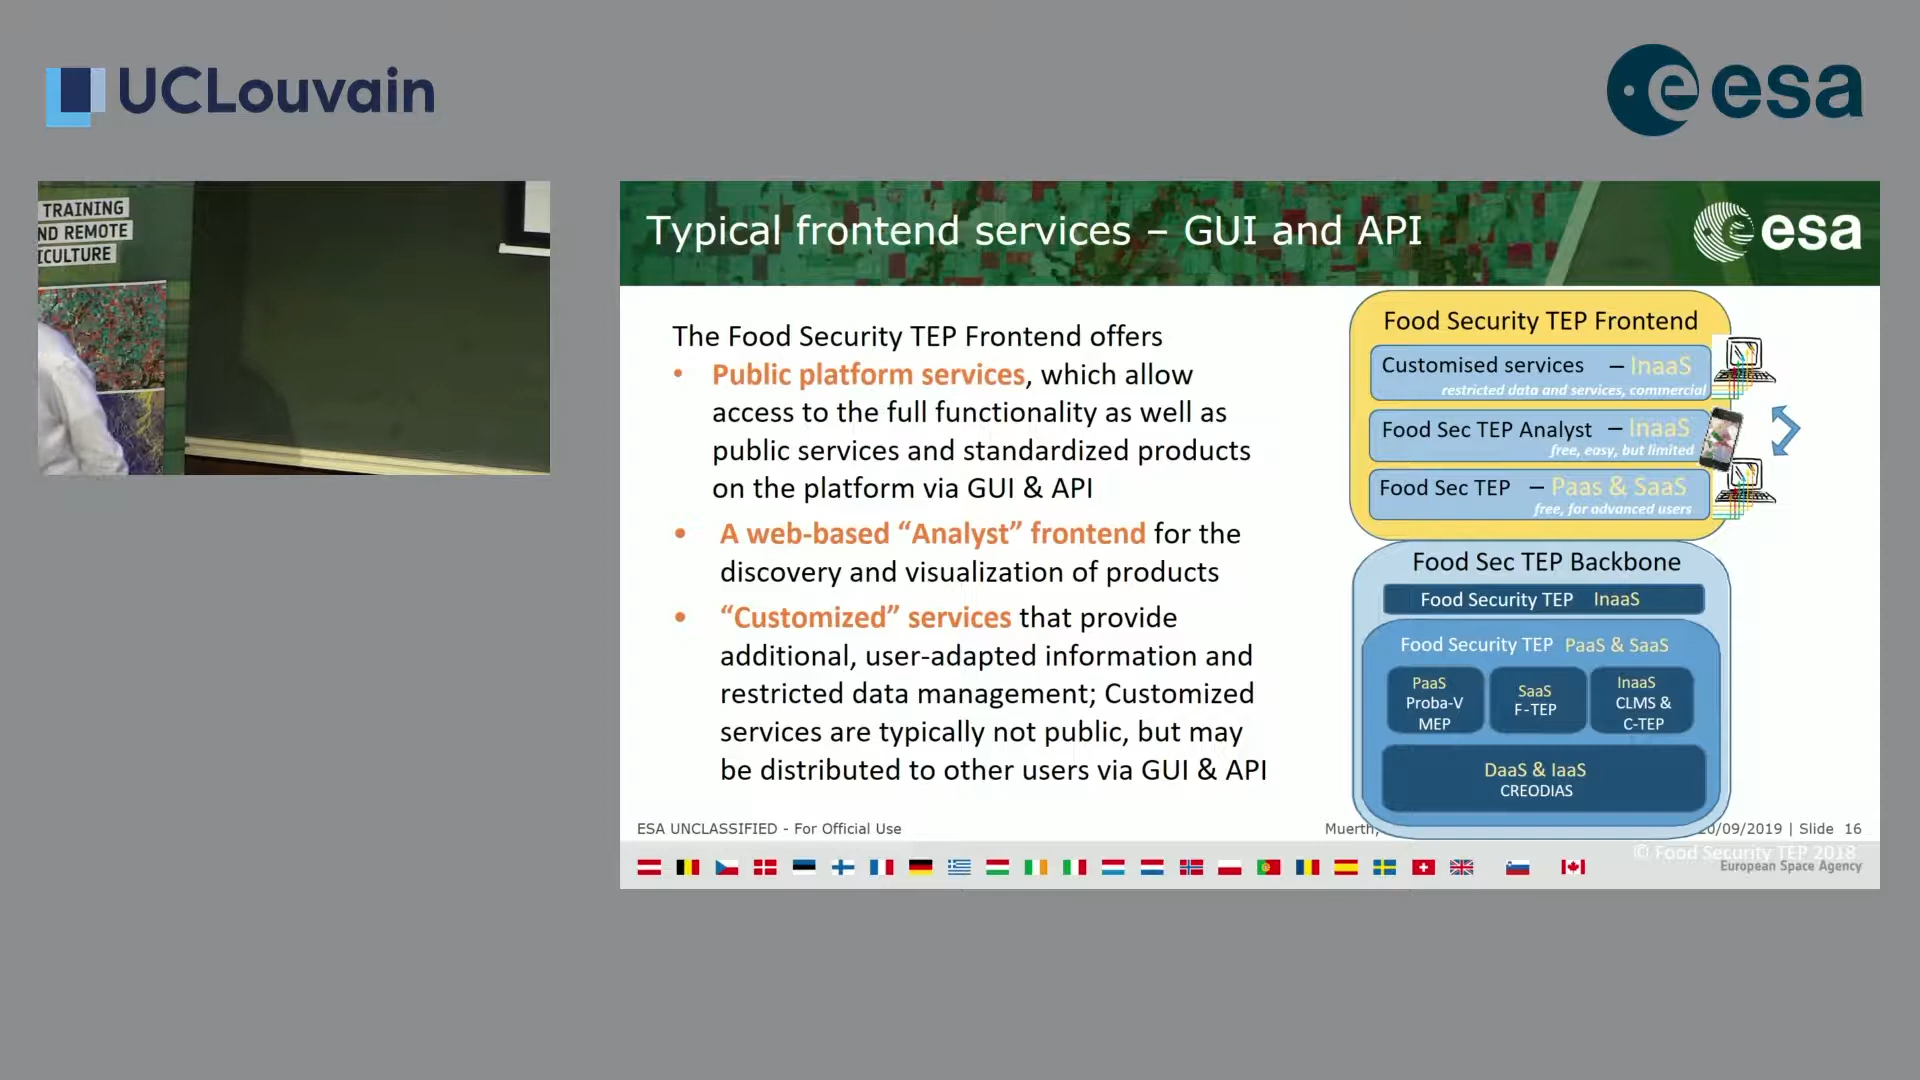 UCLouvain
esa
TRAINING
ND REMOTE
ICULTURE
Typical frontend services – GUI and API
esa
The Food Security TEP Frontend offers
• Public platform services, which allow
access to the full functionality as well as
public services and standardized products
on the platform via GUI & API
• A web-based “Analyst” frontend for the
discovery and visualization of products
• “Customized” services that provide
additional, user-adapted information and
restricted data management; Customized
services are typically not public, but may
be distributed to other users via GUI & API
Food Security TEP Frontend
Customised services – InaaS
restricted data and services, commercial
Food Sec TEP Analyst – InaaS
free, easy, but limited
Food Sec TEP – Paas & SaaS
free, for advanced users
Food Sec TEP Backbone
Food Security TEP InaaS
Food Security TEP PaaS & SaaS
PaaS
Proba-V
MEP
SaaS
F-TEP
InaaS
CLMS &
C-TEP
DaaS & IaaS
CREODIAS
ESA UNCLASSIFIED - For Official Use
Muerth, 20/09/2019 | Slide 16
© Food Security TEP 2018
European Space Agency